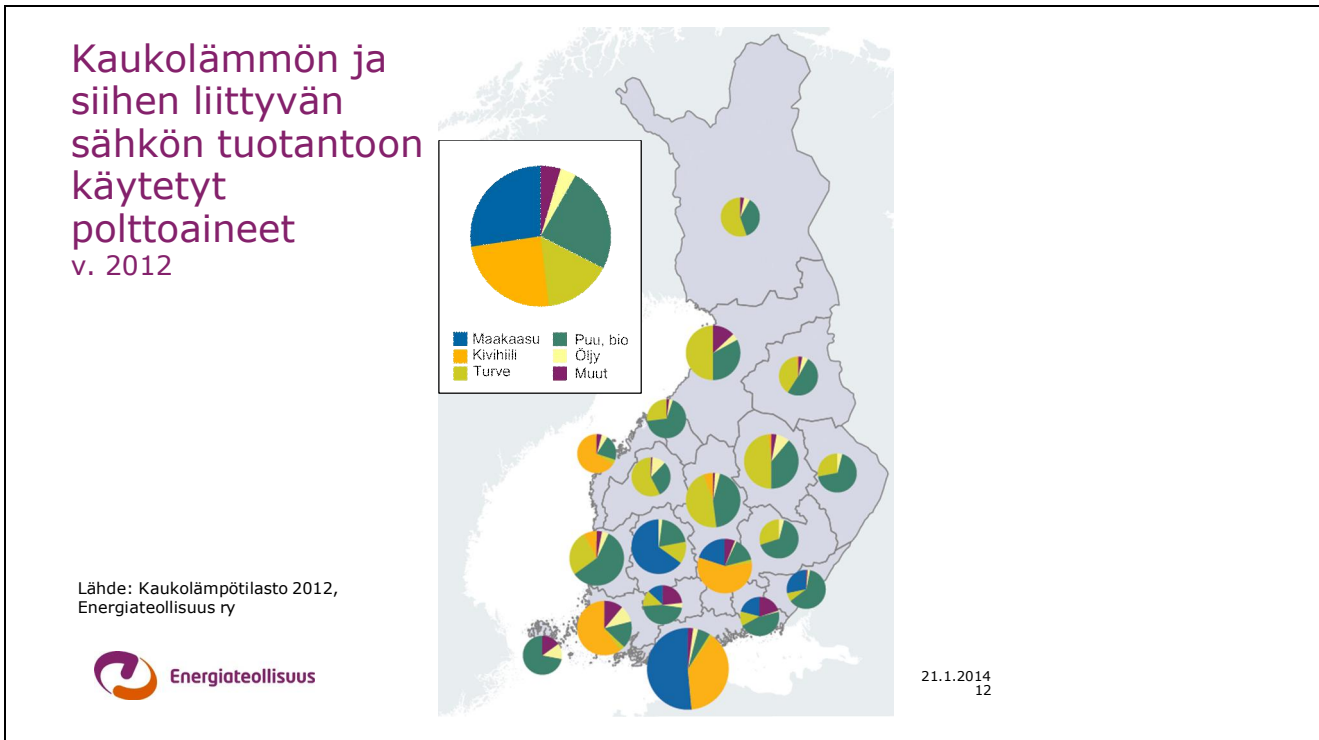 Kaukolämmön ja
siihen liittyvän
sähkön tuotantoon
käytetyt
polttoaineet
v. 2012
Maakaasu
Kivihiili
Turve
Puu, bio
Öljy
Muut
Lähde: Kaukolämpötilasto 2012,
Energiateollisuus ry
Energiateollisuus
21.1.2014
12